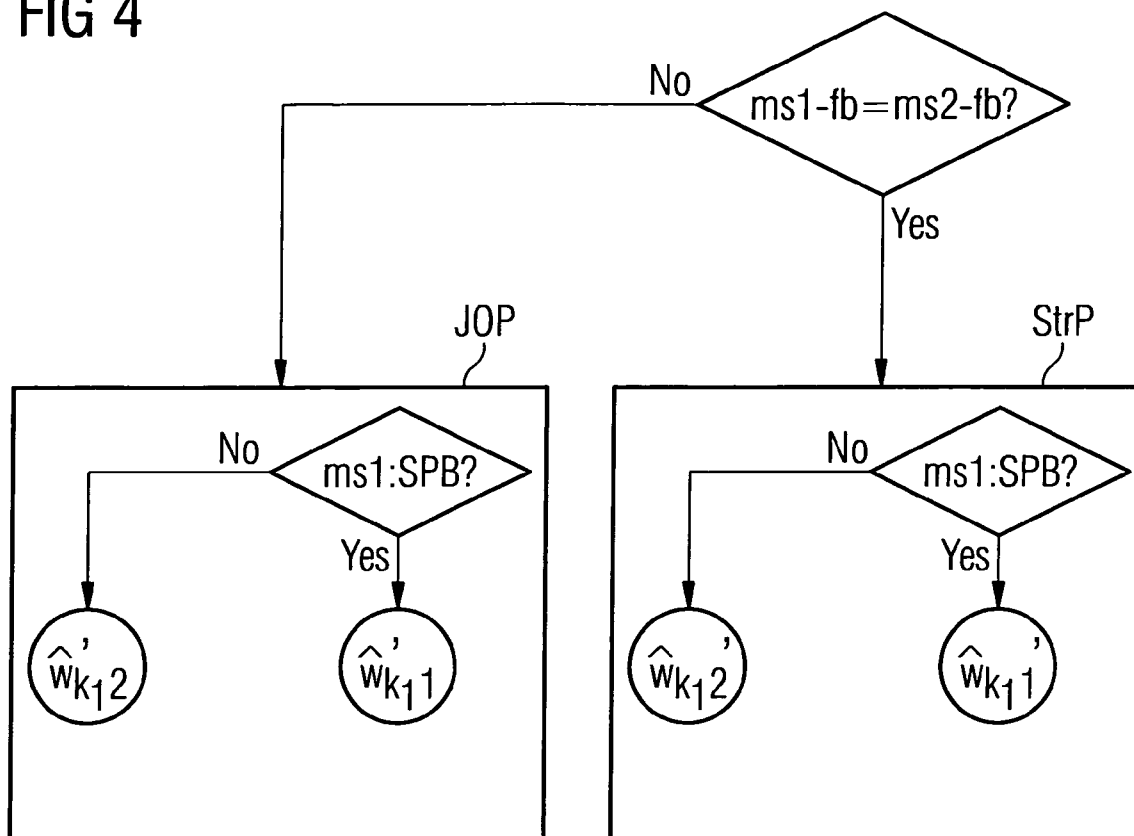 FIG 4
No
ms1-fb=ms2-fb?
Yes
JOP
StrP
No
ms1:SPB?
Yes
No
ms1:SPB?
Yes
ŵ'k₁2
ŵ'k₁1
ŵk₁2'
ŵk₁1'